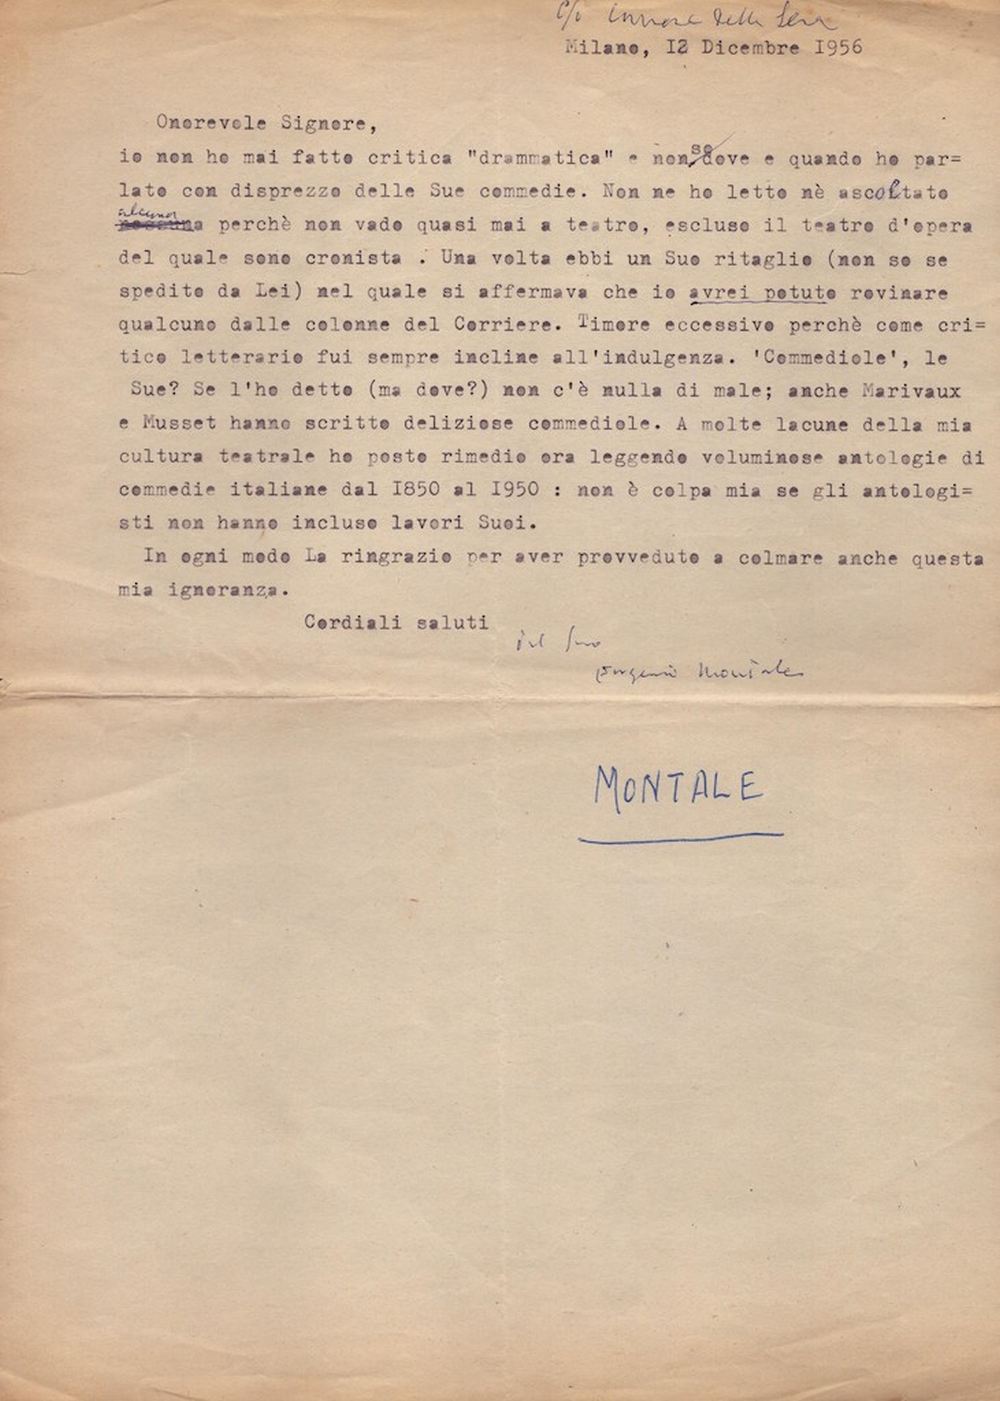 c/o Corriere della Sera
Milano, 12 Dicembre 1956
Onorevole Signore,
io non ho mai fatto critica "drammatica" e non so dove e quando ho par=
lato con disprezzo delle Sue commedie. Non ne ho letto nè ascoltato
alcuna perchè non vado quasi mai a teatro, escluso il teatro d'opera
del quale sono cronista . Una volta ebbi un Suo ritaglio (non so se
spedito da Lei) nel quale si affermava che io avrei potuto rovinare
qualcuno dalle colonne del Corriere. Timore eccessivo perchè come cri=
tico letterario fui sempre incline all'indulgenza. 'Commediole', le
Sue? Se l'ho detto (ma dove?) non c'è nulla di male; anche Marivaux
e Musset hanno scritto deliziose commediole. A molte lacune della mia
cultura teatrale ho posto rimedio ora leggendo voluminose antologie di
commedie italiane dal 1850 al 1950 : non è colpa mia se gli antologi=
sti non hanno incluso lavori Suoi.
In ogni modo La ringrazio per aver provveduto a colmare anche questa
mia ignoranza.
Cordiali saluti
dal Suo
Eugenio Montale
MONTALE